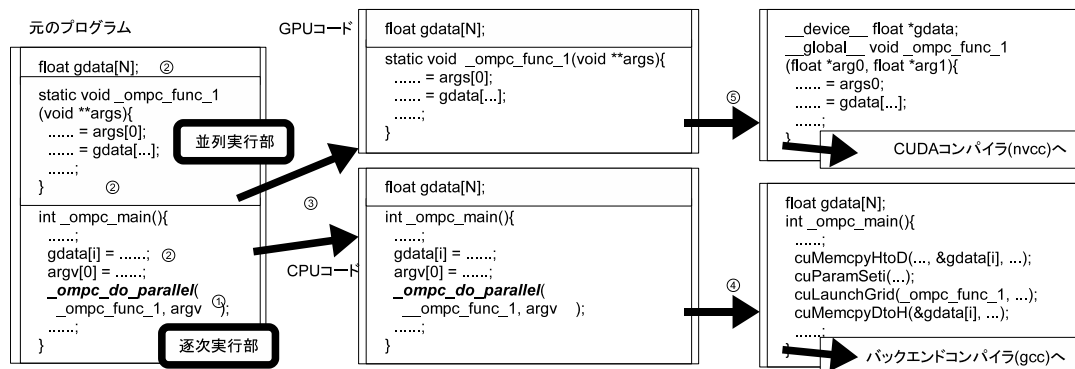 元のプログラム
float gdata[N]; ②
static void _ompc_func_1
(void **args){
...... = args[0];
...... = gdata[...];
......;
}
②
並列実行部
int _ompc_main(){
......;
gdata[i] = ......; ②
argv[0] = ......;
_ompc_do_parallel(
_ompc_func_1, argv ① );
......;
}
逐次実行部
③
GPUコード
float gdata[N];
static void _ompc_func_1(void **args){
...... = args[0];
...... = gdata[...];
......;
}
CPUコード
float gdata[N];
int _ompc_main(){
......;
gdata[i] = ......;
argv[0] = ......;
_ompc_do_parallel(
__ompc_func_1, argv );
......;
}
⑤
__device__ float *gdata;
__global__ void _ompc_func_1
(float *arg0, float *arg1){
...... = args0;
...... = gdata[...];
......;
}
CUDAコンパイラ(nvcc)へ
④
float gdata[N];
int _ompc_main(){
......;
cuMemcpyHtoD(..., &gdata[i], ...);
cuParamSeti(...);
cuLaunchGrid(_ompc_func_1, ...);
cuMemcpyDtoH(&gdata[i], ...);
......;
}
バックエンドコンパイラ(gcc)へ